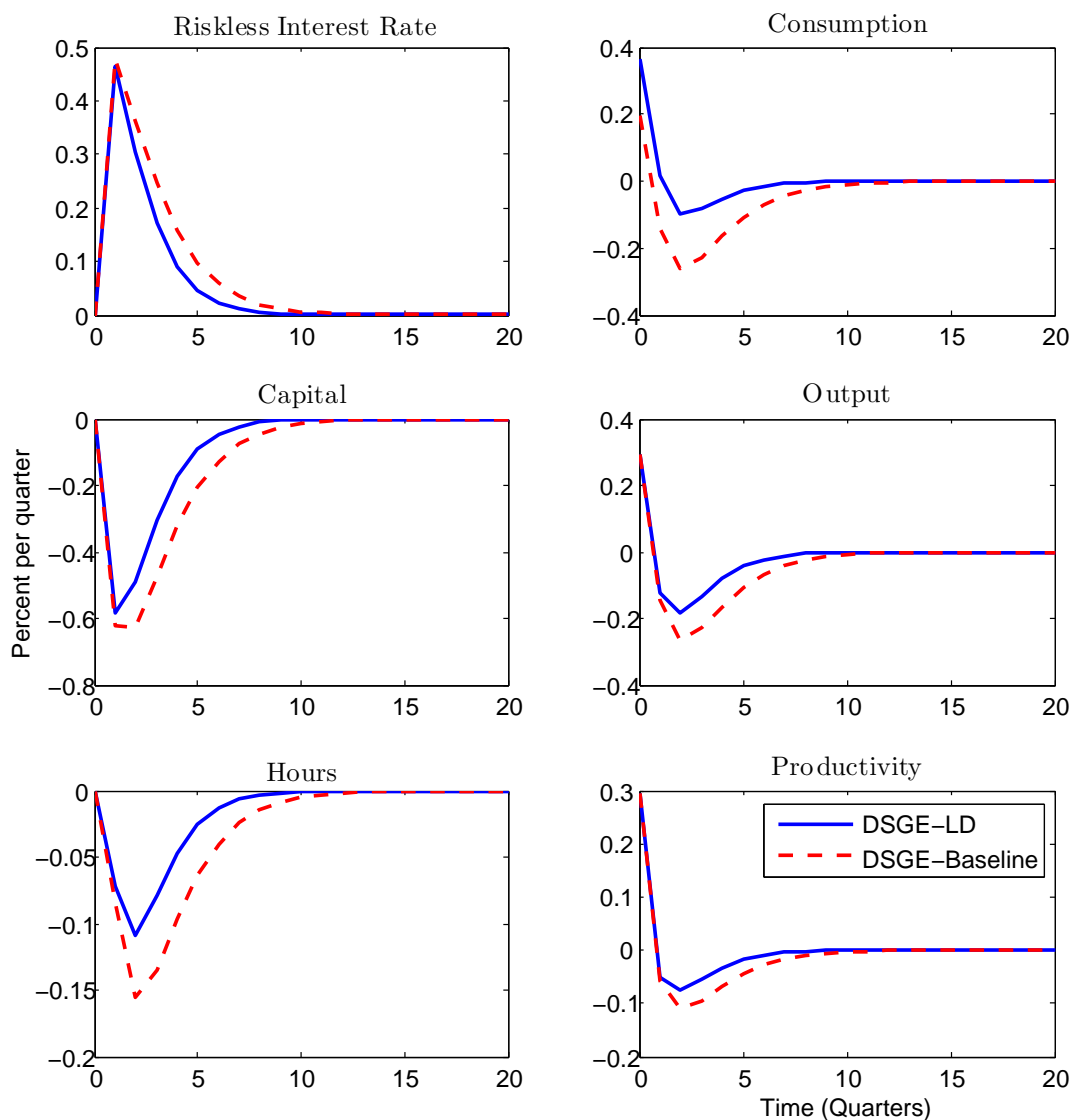 Riskless Interest Rate
0.5
0.4
0.3
0.2
0.1
0
0 5 10 15 20
Consumption
0.4
0.2
0
−0.2
−0.4
0 5 10 15 20
Capital
0
−0.2
−0.4
−0.6
−0.8
0 5 10 15 20
Percent per quarter
Output
0.4
0.2
0
−0.2
−0.4
0 5 10 15 20
Hours
0
−0.05
−0.1
−0.15
−0.2
0 5 10 15 20
Productivity
0.3
0.2
0.1
0
−0.1
−0.2
0 5 10 15 20
DSGE−LD
DSGE−Baseline
Time (Quarters)